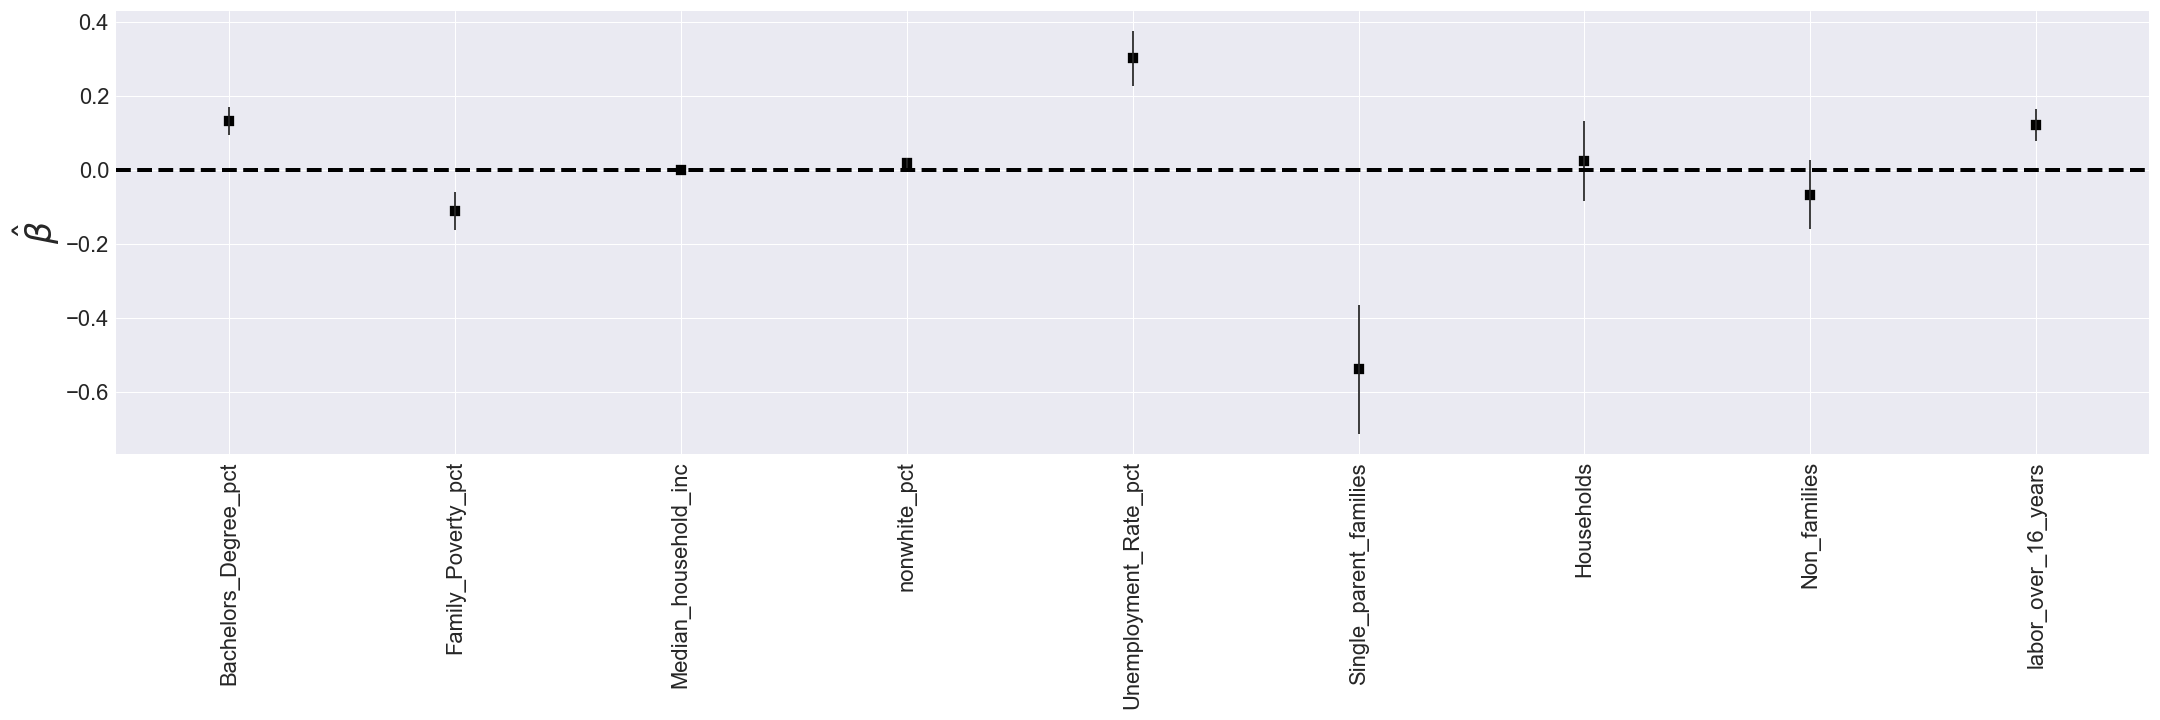 0.4
0.2
0.0
−0.2
−0.4
−0.6
β̂
Bachelors_Degree_pct
Family_Poverty_pct
Median_household_inc
nonwhite_pct
Unemployment_Rate_pct
Single_parent_families
Households
Non_families
labor_over_16_years